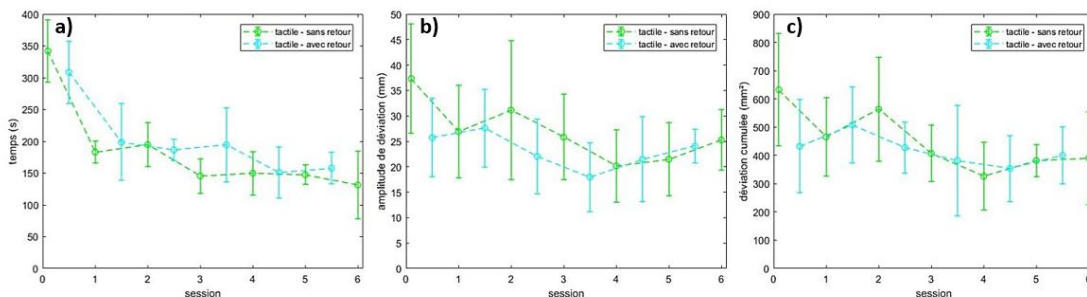 a)
tactile - sans retour
tactile - avec retour
temps (s)
400
350
300
250
200
150
100
50
0
0 1 2 3 4 5 6
session
b)
tactile - sans retour
tactile - avec retour
amplitude de déviation (mm)
50
45
40
35
30
25
20
15
10
5
0
0 1 2 3 4 5 6
session
c)
tactile - sans retour
tactile - avec retour
déviation cumulée (mm²)
900
800
700
600
500
400
300
200
100
0
0 1 2 3 4 5 6
session